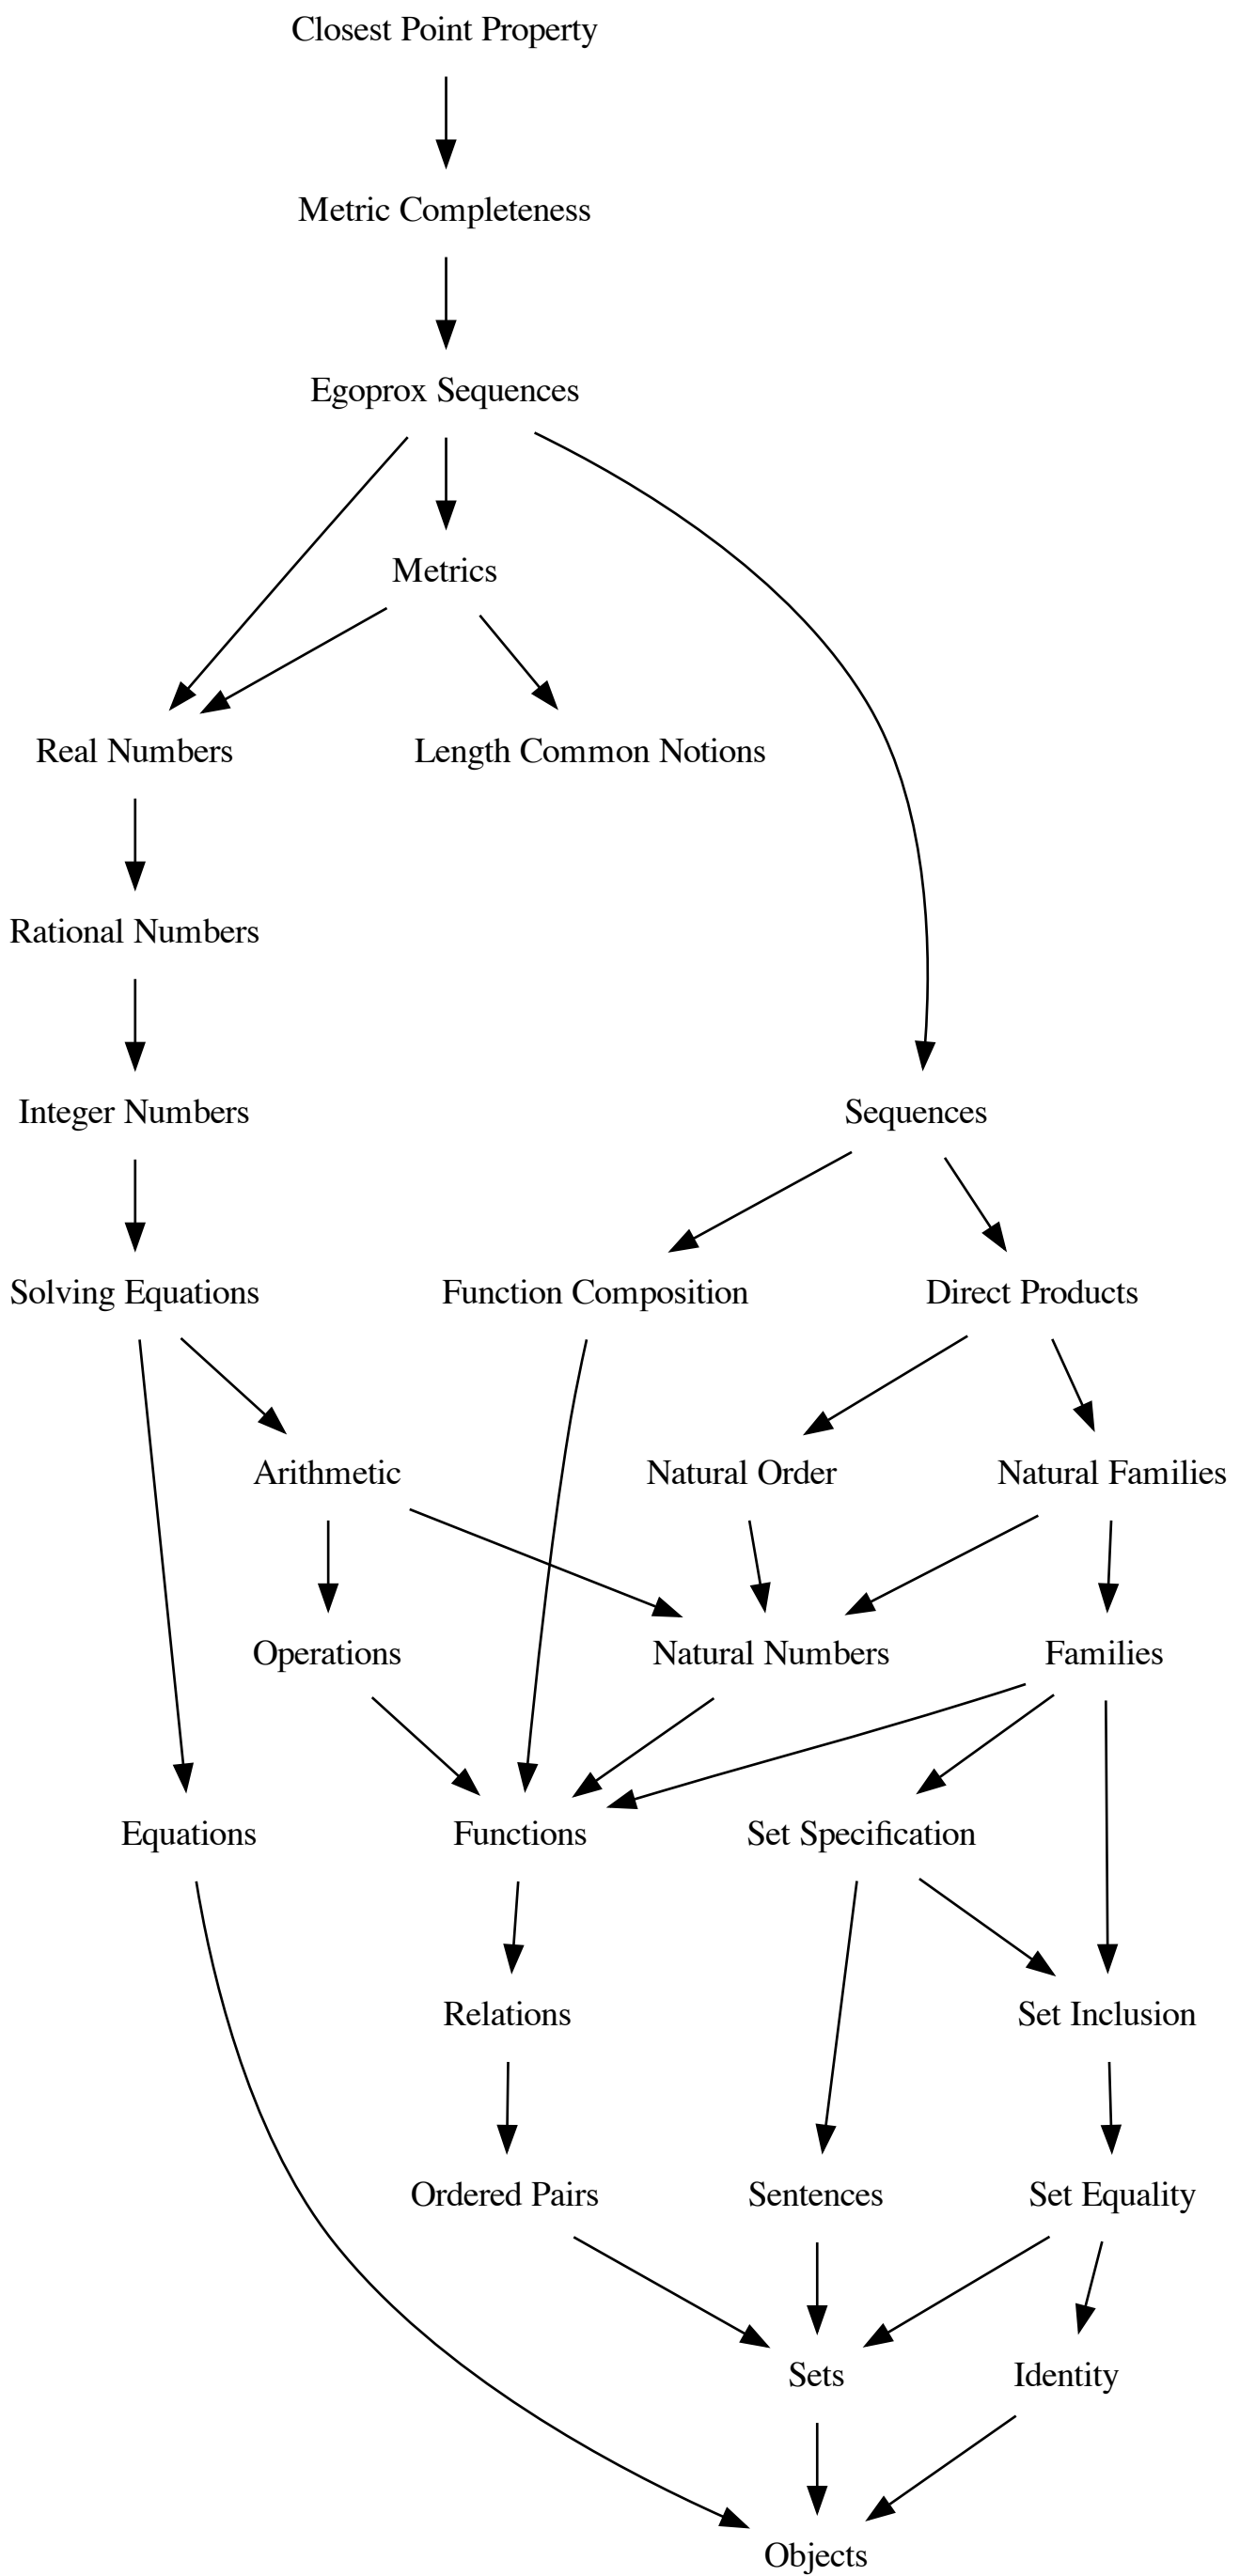 Closest Point Property
Metric Completeness
Egoprox Sequences
Metrics
Real Numbers
Length Common Notions
Rational Numbers
Integer Numbers
Sequences
Solving Equations
Function Composition
Direct Products
Arithmetic
Natural Order
Natural Families
Operations
Natural Numbers
Families
Equations
Functions
Set Specification
Relations
Set Inclusion
Ordered Pairs
Sentences
Set Equality
Sets
Identity
Objects